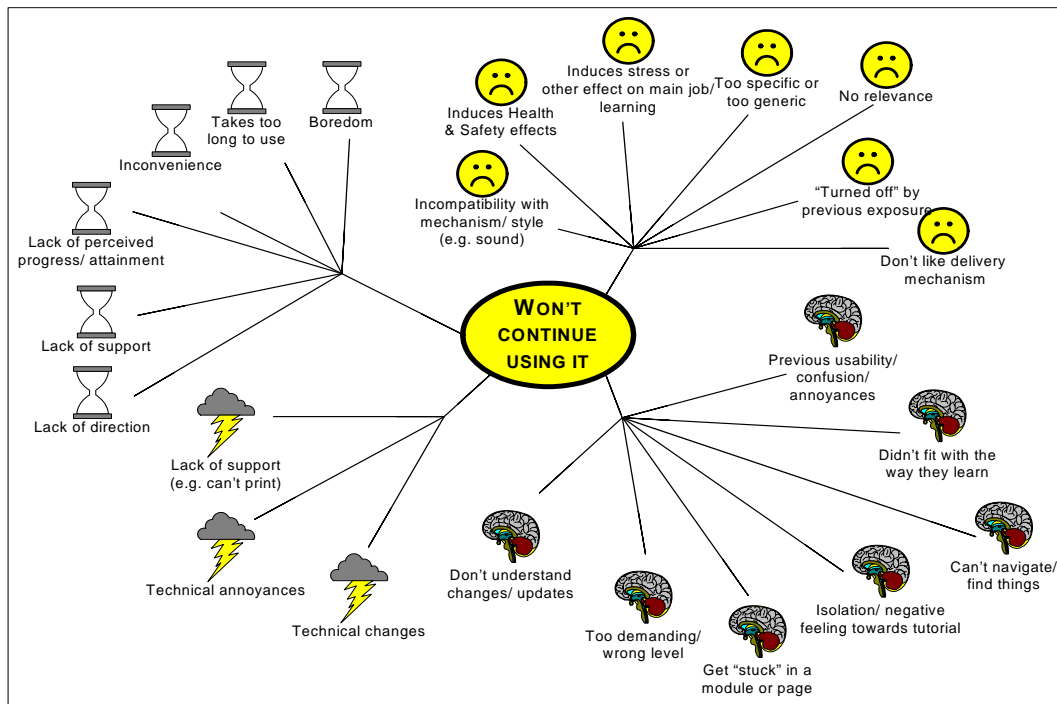 Induces stress or
other effect on main job/
learning
Too specific or
too generic
No relevance
Induces Health
& Safety effects
Takes too
long to use
Boredom
Inconvenience
Incompatibility with
mechanism/ style
(e.g. sound)
“Turned off” by
previous exposure
Lack of perceived
progress/ attainment
Don’t like delivery
mechanism
WON’T
CONTINUE
USING IT
Lack of support
Previous usability/
confusion/
annoyances
Lack of direction
Didn’t fit with the
way they learn
Lack of support
(e.g. can’t print)
Can’t navigate/
find things
Technical annoyances
Don’t understand
changes/ updates
Isolation/ negative
feeling towards tutorial
Technical changes
Too demanding/
wrong level
Get “stuck” in a
module or page